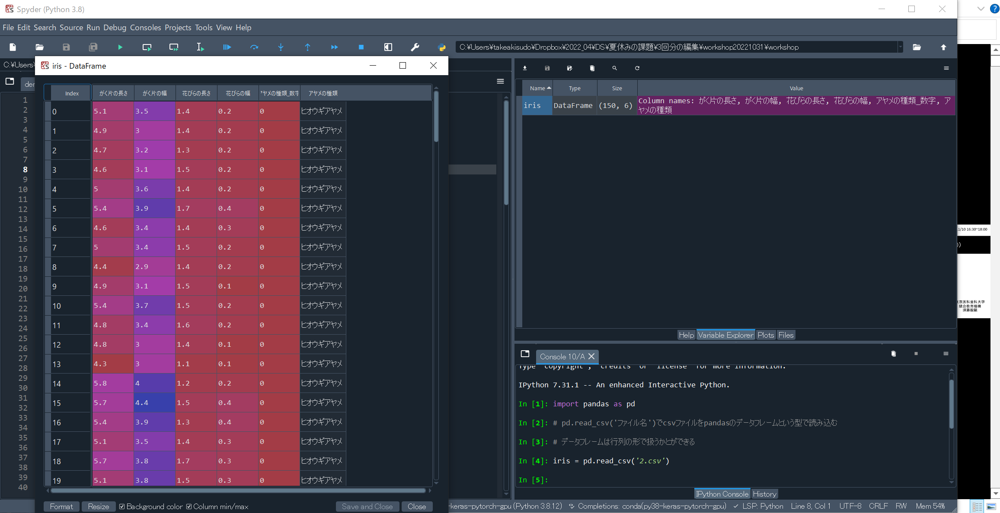 Spyder (Python 3.8)
File Edit Search Source Run Debug Consoles Projects Tools View Help
C:¥Users¥takeakisudo¥Dropbox¥2022_04¥DS¥夏休みの課題¥3回分の編集¥workshop20221031¥workshop
C:¥Users¥
iris - DataFrame
Index がく片の長さ がく片の幅 花びらの長さ 花びらの幅 ヤメの種類_数字 アヤメの種類
0 5.1 3.5 1.4 0.2 0 ヒオウギアヤメ
1 4.9 3 1.4 0.2 0 ヒオウギアヤメ
2 4.7 3.2 1.3 0.2 0 ヒオウギアヤメ
3 4.6 3.1 1.5 0.2 0 ヒオウギアヤメ
4 5 3.6 1.4 0.2 0 ヒオウギアヤメ
5 5.4 3.9 1.7 0.4 0 ヒオウギアヤメ
6 4.6 3.4 1.4 0.3 0 ヒオウギアヤメ
7 5 3.4 1.5 0.2 0 ヒオウギアヤメ
8 4.4 2.9 1.4 0.2 0 ヒオウギアヤメ
9 4.9 3.1 1.5 0.1 0 ヒオウギアヤメ
10 5.4 3.7 1.5 0.2 0 ヒオウギアヤメ
11 4.8 3.4 1.6 0.2 0 ヒオウギアヤメ
12 4.8 3 1.4 0.1 0 ヒオウギアヤメ
13 4.3 3 1.1 0.1 0 ヒオウギアヤメ
14 5.8 4 1.2 0.2 0 ヒオウギアヤメ
15 5.7 4.4 1.5 0.4 0 ヒオウギアヤメ
16 5.4 3.9 1.3 0.4 0 ヒオウギアヤメ
17 5.1 3.5 1.4 0.3 0 ヒオウギアヤメ
18 5.7 3.8 1.7 0.3 0 ヒオウギアヤメ
19 5.1 3.8 1.5 0.3 0 ヒオウギアヤメ
Format Resize Background color Column min/max Save and Close Close
der
1
2
3
4
5
6
7
8
9
10
11
12
13
14
15
16
17
18
19
20
21
22
23
24
25
26
27
28
29
30
31
32
33
34
35
36
37
38
39
40
Name Type Size Value
iris DataFrame (150, 6) Column names: がく片の長さ, がく片の幅, 花びらの長さ, 花びらの幅, アヤメの種類_数字, ア
ヤメの種類
Help Variable Explorer Plots Files
Console 10/A
Type "copyright", "credits" or "license" for more information.
IPython 7.31.1 -- An enhanced Interactive Python.
In [1]: import pandas as pd
In [2]: # pd.read_csv('ファイル名')でcsvファイルをpandasのデータフレームという型で読み込む
In [3]: # データフレームは行列の形で扱うかとができる
In [4]: iris = pd.read_csv('2.csv')
In [5]:
IPython Console History
-keras-pytorch-gpu (Python 3.8.12) Completions: conda(py38-keras-pytorch-gpu) LSP: Python Line 8, Col 1 UTF-8 CRLF RW Mem 54%
?
1/10 16:30~18:00
))
京医科歯科大学
統合教育機構
須藤毅顕